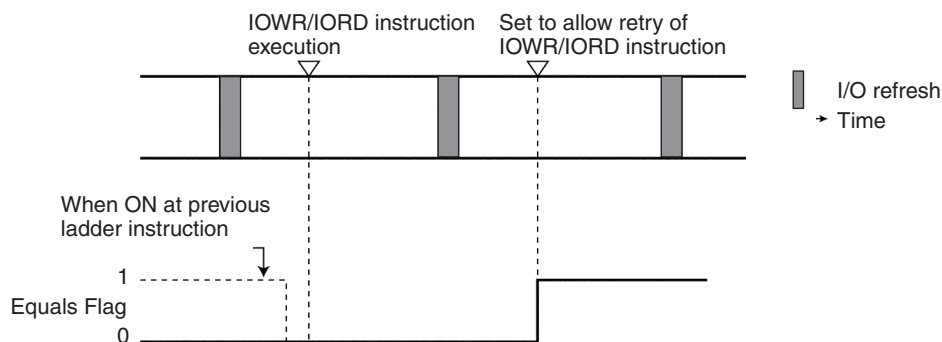 IOWR/IORD instruction
execution
Set to allow retry of
IOWR/IORD instruction
I/O refresh
Time
When ON at previous
ladder instruction
1
Equals Flag
0